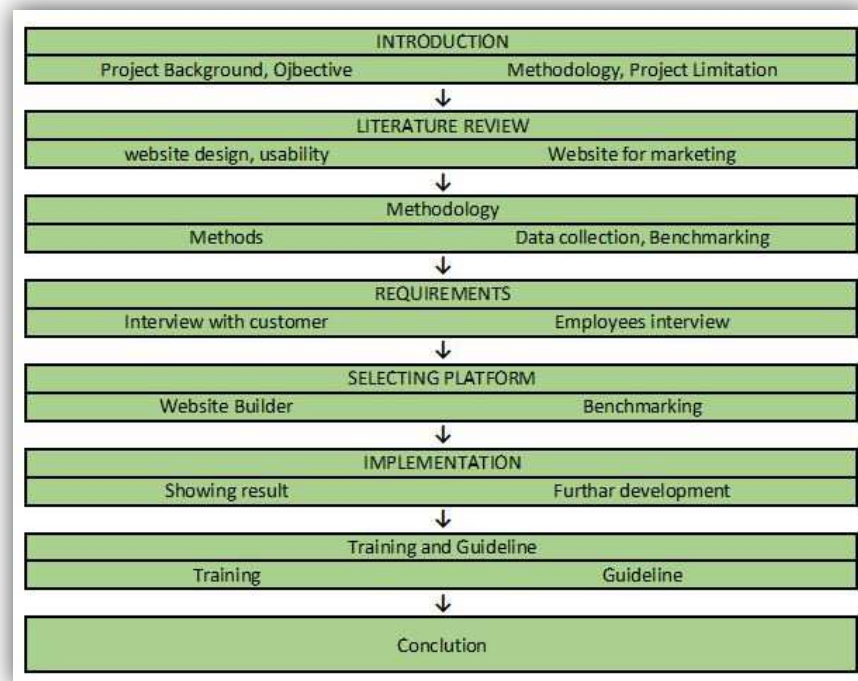 INTRODUCTION
Project Background, Ojbective Methodology, Project Limitation
LITERATURE REVIEW
website design, usability Website for marketing
Methodology
Methods Data collection, Benchmarking
REQUIREMENTS
Interview with customer Employees interview
SELECTING PLATFORM
Website Builder Benchmarking
IMPLEMENTATION
Showing result Furthar development
Training and Guideline
Training Guideline
Conclution